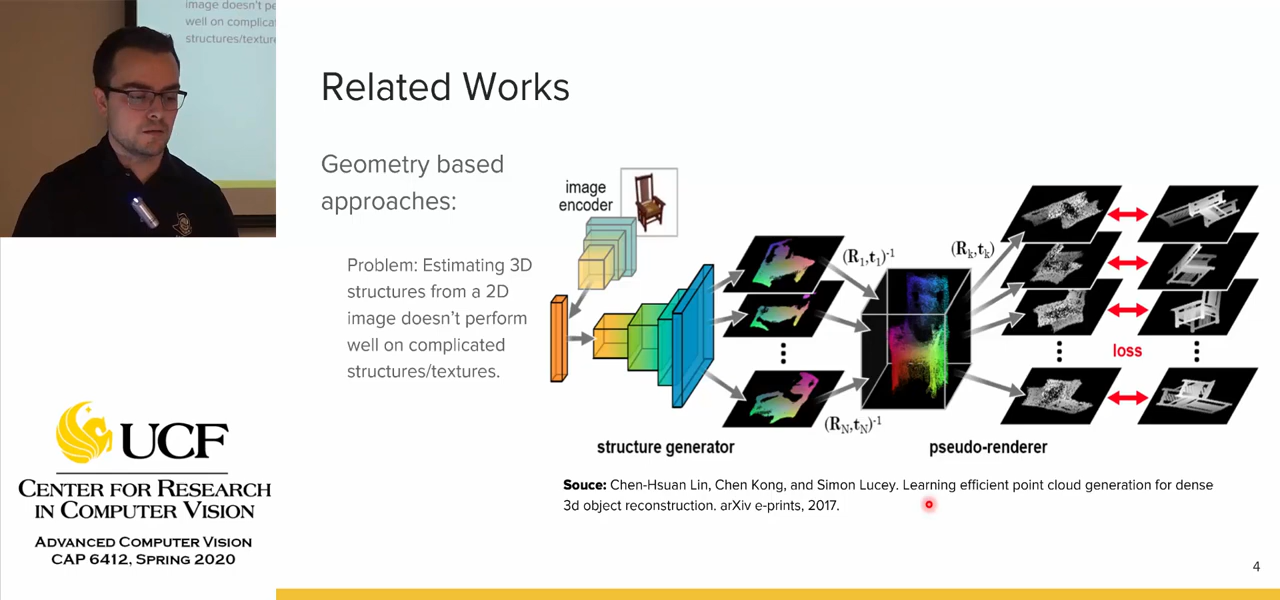 image doesn't pe
well on complica
structures/texture
Related Works
Geometry based
approaches:
Problem: Estimating 3D
structures from a 2D
image doesn't perform
well on complicated
structures/textures.
image
encoder
(R₁,t₁)⁻¹
(Rₖ,tₖ)
loss
(R_N,t_N)⁻¹
structure generator
pseudo-renderer
Souce: Chen-Hsuan Lin, Chen Kong, and Simon Lucey. Learning efficient point cloud generation for dense
3d object reconstruction. arXiv e-prints, 2017.
4
UCF
CENTER FOR RESEARCH
IN COMPUTER VISION
ADVANCED COMPUTER VISION
CAP 6412, SPRING 2020